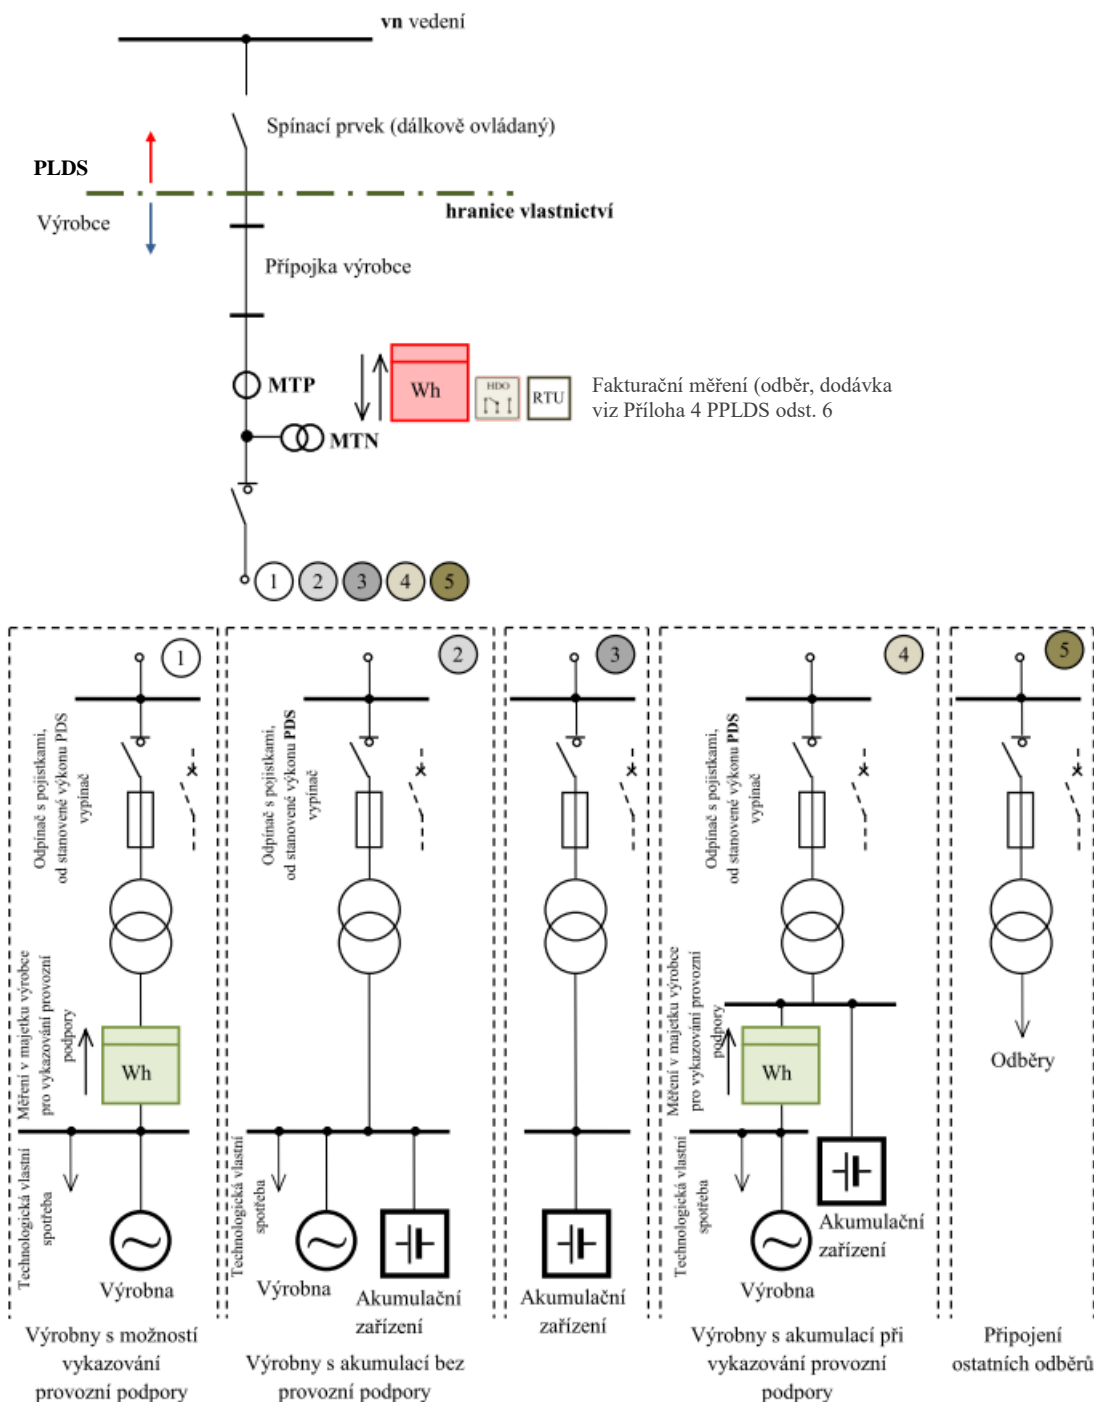 vn vedení
Spínací prvek (dálkově ovládaný)
PLDS
hranice vlastnictví
Výrobce
Přípojka výrobce
MTP
Wh
HDO
RTU
Fakturační měření (odběr, dodávka
viz Příloha 4 PPLDS odst. 6
MTN
1 2 3 4 5
1
Odpínač s pojistkami,
od stanovené výkonu PDS
vypínač
Měření v majetku výrobce
pro vykazování provozní
podpory
Wh
Technologická vlastní
spotřeba
Výrobna
Výrobny s možností
vykazování
provozní podpory
2
Odpínač s pojistkami,
od stanovené výkonu PDS
vypínač
Technologická vlastní
spotřeba
Výrobna
Akumulační
zařízení
Výrobny s akumulací bez
provozní podpory
3
Akumulační
zařízení
4
Odpínač s pojistkami,
od stanovené výkonu PDS
vypínač
Měření v majetku výrobce
pro vykazování provozní
podpory
Wh
Technologická vlastní
spotřeba
Výrobna
Akumulační
zařízení
Výrobny s akumulací při
vykazování provozní
podpory
5
Odběry
Připojení
ostatních odběrů